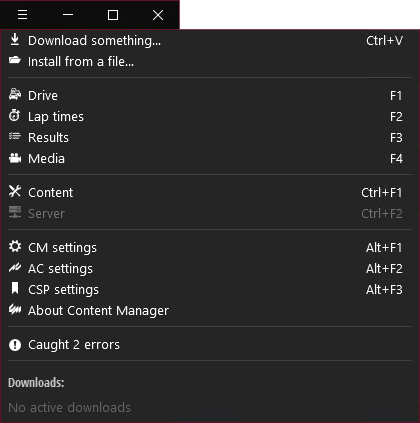 Download something... Ctrl+V
Install from a file...
Drive F1
Lap times F2
Results F3
Media F4
Content Ctrl+F1
Server Ctrl+F2
CM settings Alt+F1
AC settings Alt+F2
CSP settings Alt+F3
About Content Manager
Caught 2 errors
Downloads:
No active downloads